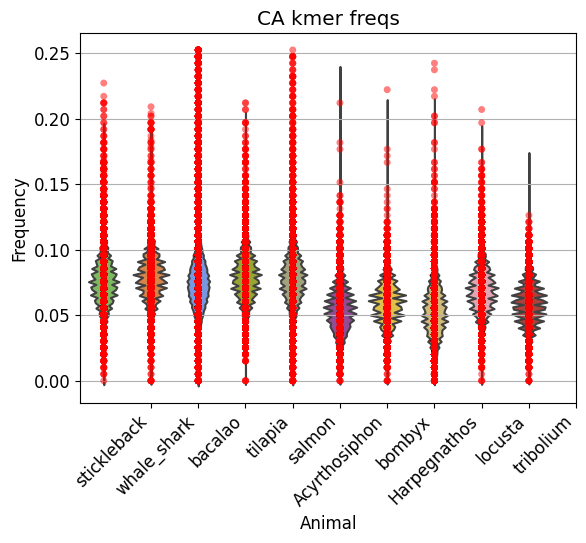 CA kmer freqs
0.25
0.20
0.15
0.10
0.05
0.00
Frequency
stickleback
whale_shark
bacalao
tilapia
salmon
Acyrthosiphon
bombyx
Harpegnathos
locusta
tribolium
Animal